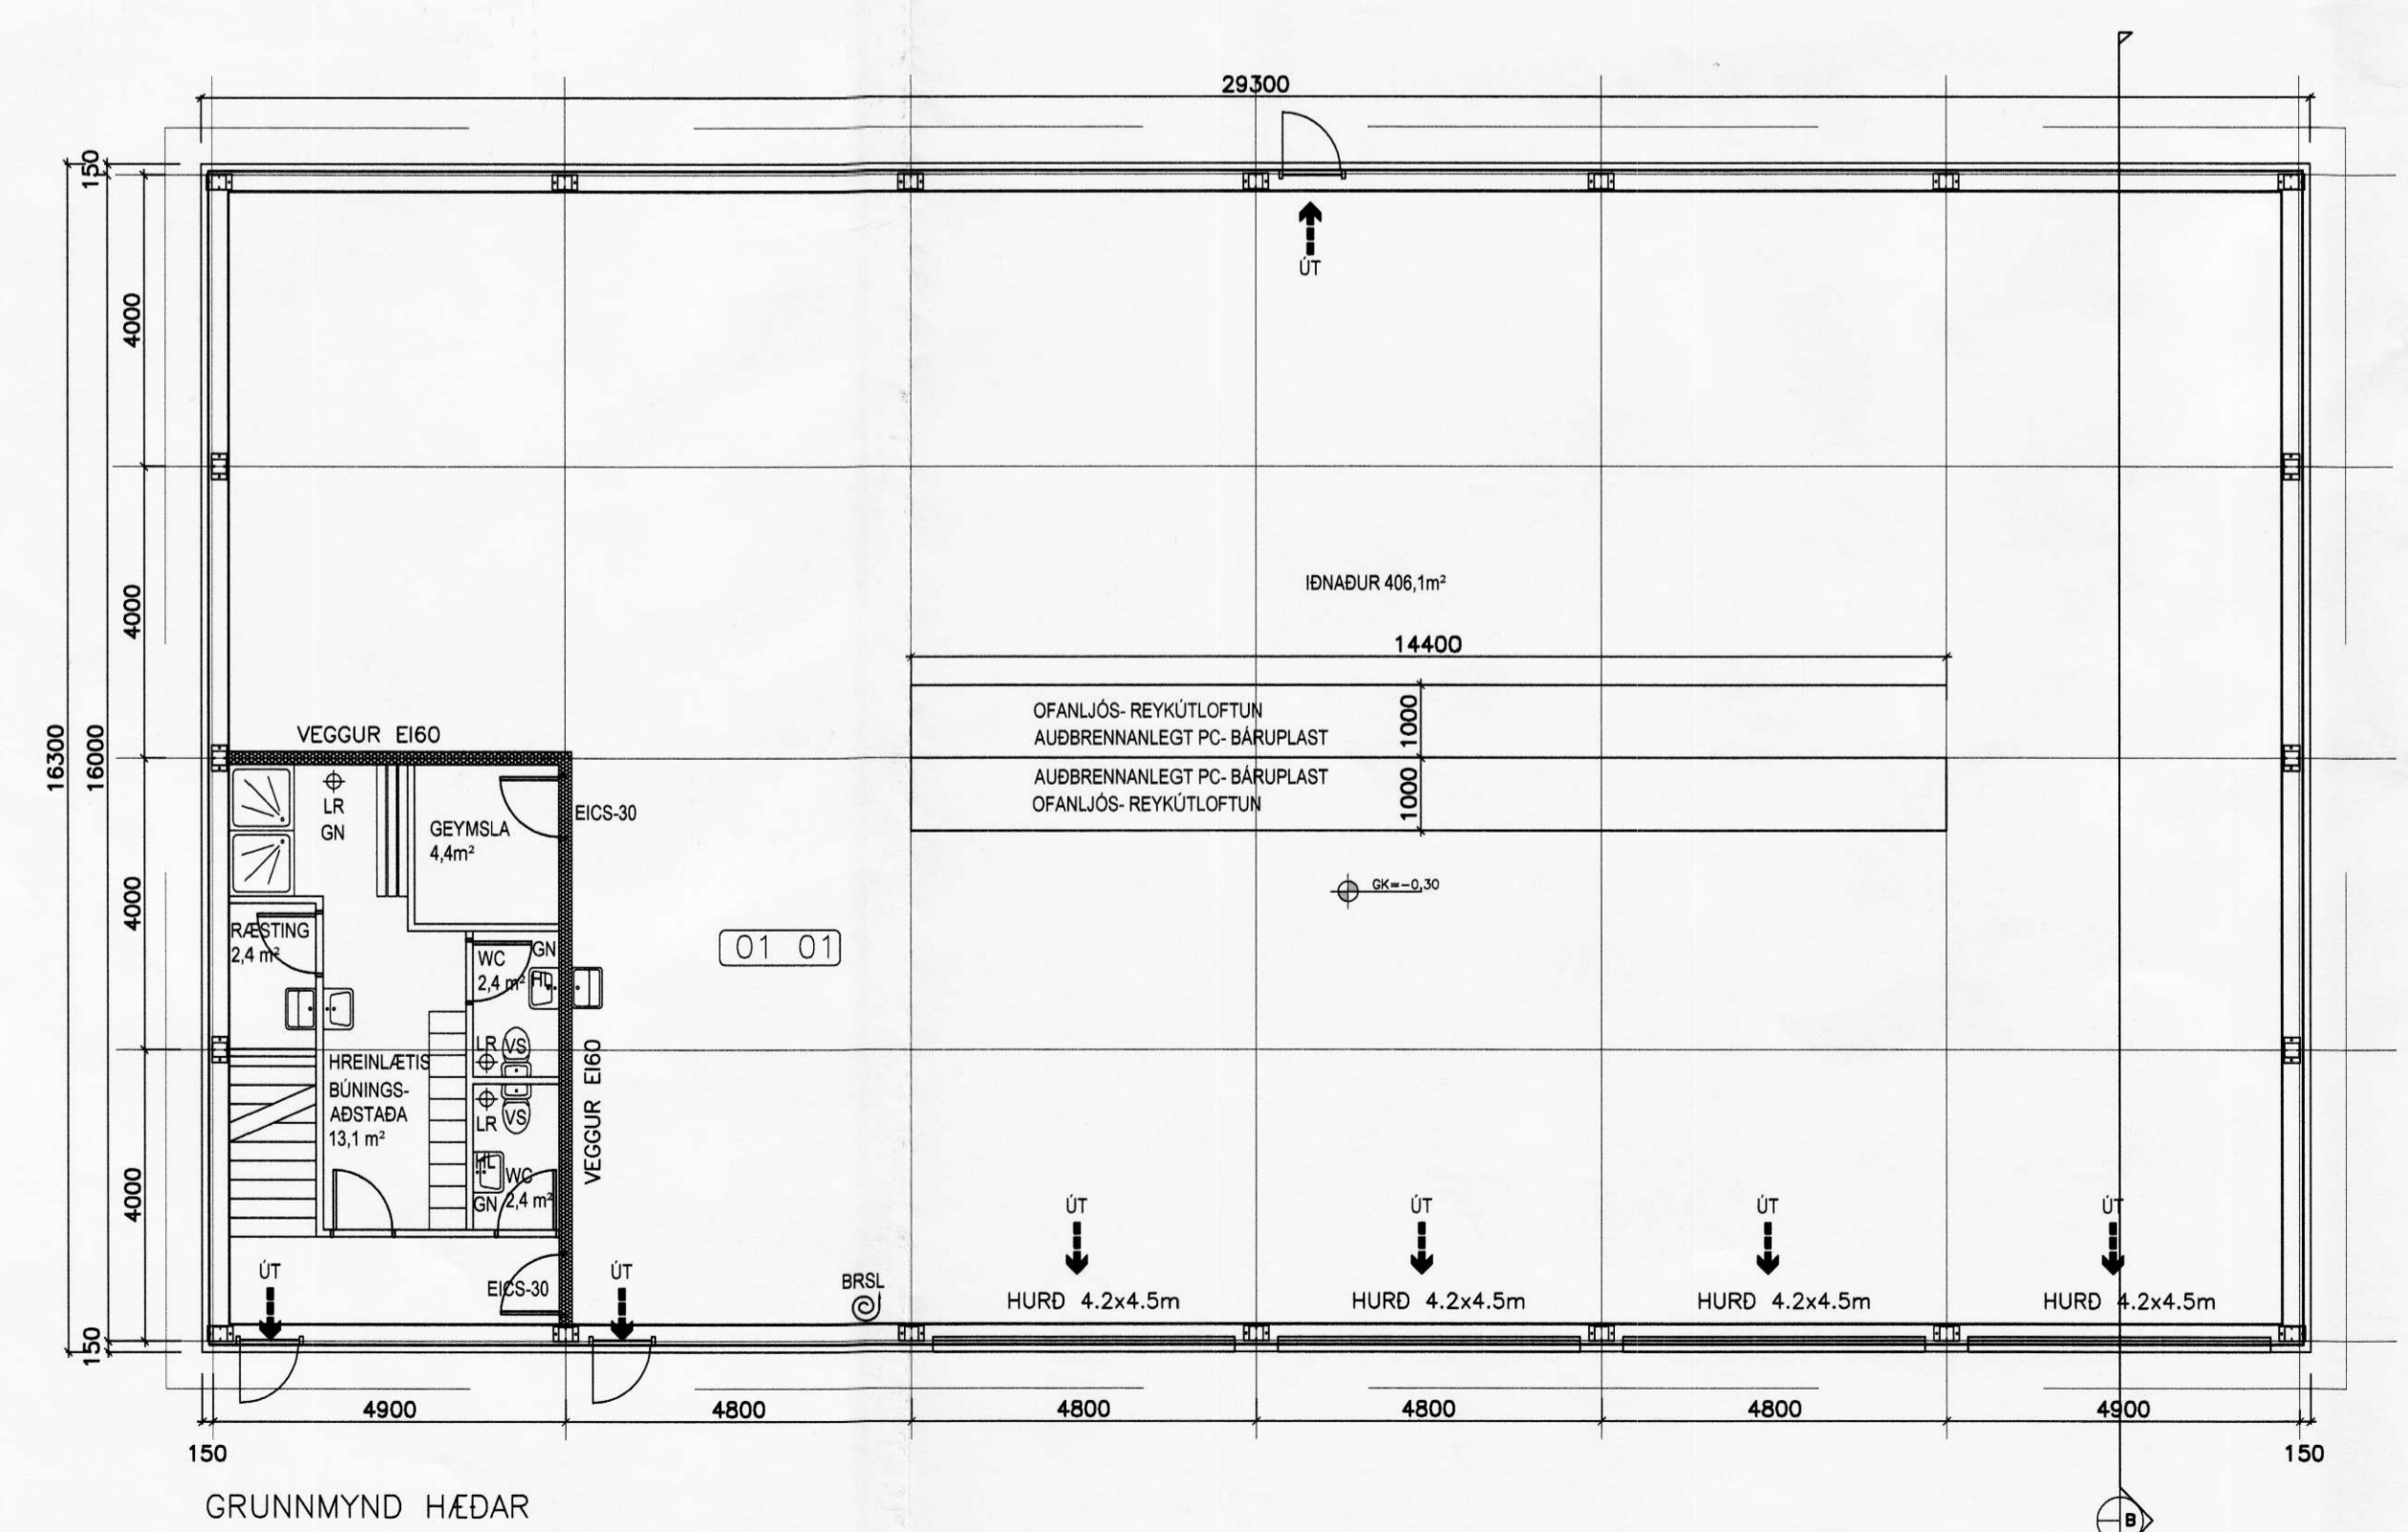 29300
150
ÚT
4000
IÐNAÐUR 406,1m²
4000
14400
OFANLJÓS- REYKÚTLOFTUN
AUÐBRENNANLEGT PC- BÁRUPLAST
1000
VEGGUR EI60
16300
16000
AUÐBRENNANLEGT PC- BÁRUPLAST
OFANLJÓS- REYKÚTLOFTUN
1000
LR
GN
GEYMSLA
4,4m²
EICS-30
GK=-0,30
4000
RÆSTING
2,4 m²
WC
2,4 m²
GN
HL
01 01
LR
VS
HREINLÆTIS
BÚNINGS-
AÐSTAÐA
13,1 m²
LR
VS
VEGGUR EI60
HL
WC
GN
2,4 m²
4000
ÚT
ÚT
ÚT
ÚT
ÚT
EICS-30
ÚT
BRSL
HURÐ 4.2x4.5m
HURÐ 4.2x4.5m
HURÐ 4.2x4.5m
HURÐ 4.2x4.5m
150
4900
4800
4800
4800
4800
4900
150
150
GRUNNMYND HÆÐAR
B